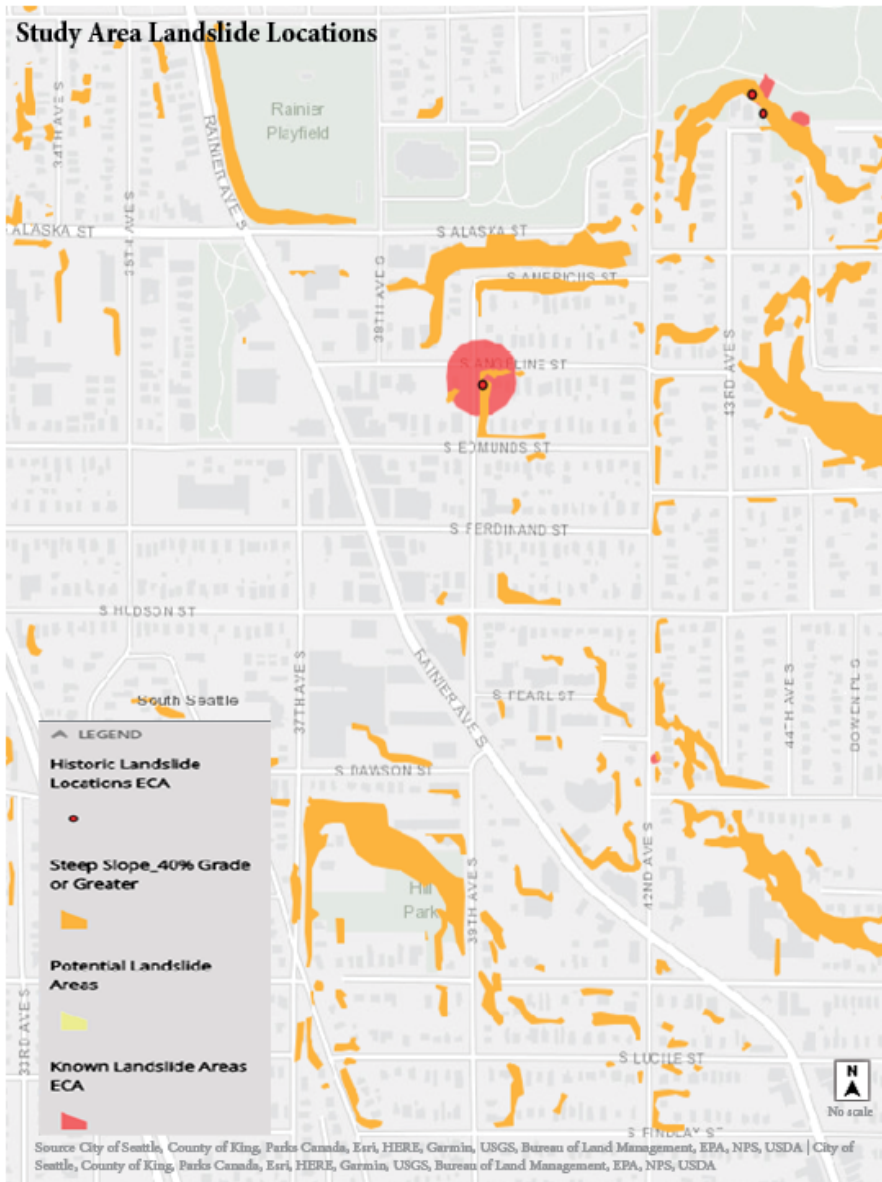 Study Area Landslide Locations
34TH AVE S
RAINIER AVE S
Rainier
Playfield
35TH AVE S
ALASKA ST
S ALASKA ST
39TH AVE S
S AMERICUS ST
S ANGELINE ST
43RD AVE S
S EDMUNDS ST
S FERDINAND ST
S HUDSON ST
37TH AVE S
RAINIER AVE S
S PEARL ST
44TH AVE S
DOWEN PL S
South Seattle
LEGEND
Historic Landslide
Locations ECA
Steep Slope_40% Grade
or Greater
Potential Landslide
Areas
Known Landslide Areas
ECA
S DAWSON ST
Hill
Park
39TH AVE S
42ND AVE S
33RD AVE S
S LUCILE ST
S FINDLAY ST
N
No scale
Source City of Seattle, County of King, Parks Canada, Esri, HERE, Garmin, USGS, Bureau of Land Management, EPA, NPS, USDA | City of
Seattle, County of King, Parks Canada, Esri, HERE, Garmin, USGS, Bureau of Land Management, EPA, NPS, USDA